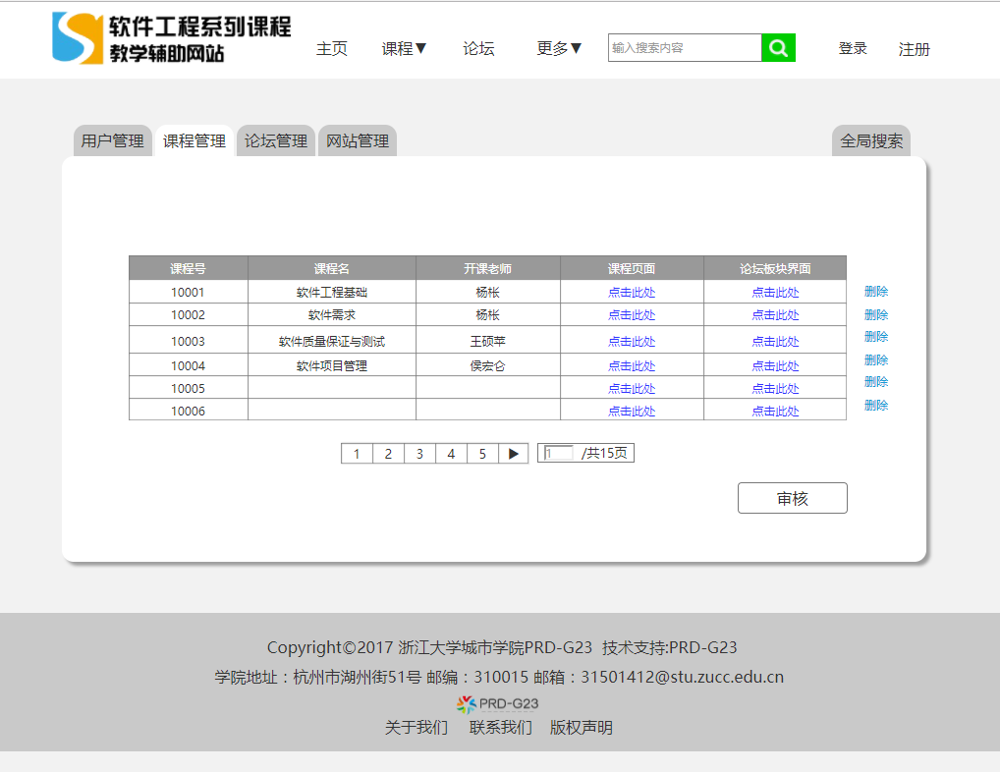 软件工程系列课程
教学辅助网站
主页 课程▼ 论坛 更多▼ 输入搜索内容 登录 注册
用户管理 课程管理 论坛管理 网站管理 全局搜索
课程号 课程名 开课老师 课程页面 论坛板块界面
10001 软件工程基础 杨枨 点击此处 点击此处 删除
10002 软件需求 杨枨 点击此处 点击此处 删除
10003 软件质量保证与测试 王硕苹 点击此处 点击此处 删除
10004 软件项目管理 侯宏仑 点击此处 点击此处 删除
10005 点击此处 点击此处 删除
10006 点击此处 点击此处 删除
1 2 3 4 5 ▶ 1 /共15页
审核
Copyright©2017 浙江大学城市学院PRD-G23 技术支持:PRD-G23
学院地址：杭州市湖州街51号 邮编：310015 邮箱：31501412@stu.zucc.edu.cn
PRD-G23
关于我们 联系我们 版权声明